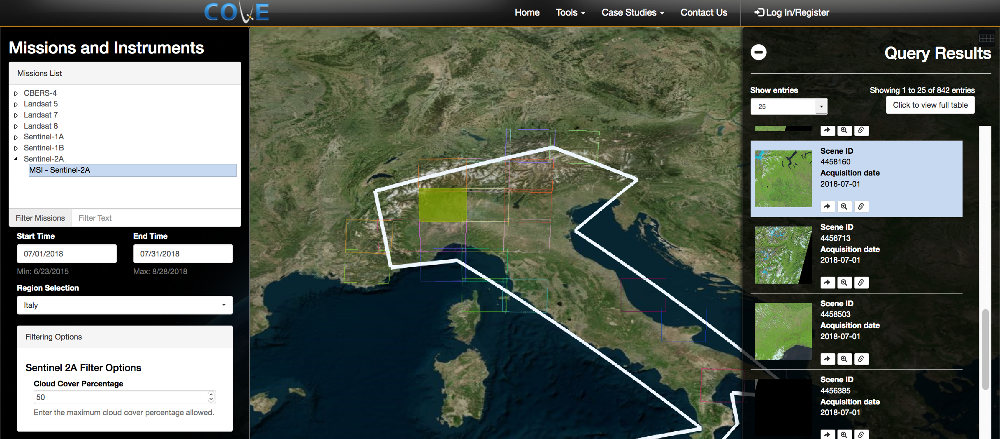 COVE
Home Tools Case Studies Contact Us Log In/Register
Missions and Instruments
Missions List
CBERS-4
Landsat 5
Landsat 7
Landsat 8
Sentinel-1A
Sentinel-1B
Sentinel-2A
MSI - Sentinel-2A
Filter Missions Filter Text
Start Time End Time
07/01/2018 07/31/2018
Min: 6/23/2015 Max: 8/28/2018
Region Selection
Italy
Filtering Options
Sentinel 2A Filter Options
Cloud Cover Percentage
50
Enter the maximum cloud cover percentage allowed.
Query Results
Show entries Showing 1 to 25 of 842 entries
25 Click to view full table
Scene ID
4458160
Acquisition date
2018-07-01
Scene ID
4456713
Acquisition date
2018-07-01
Scene ID
4458503
Acquisition date
2018-07-01
Scene ID
4456385
Acquisition date
2018-07-01